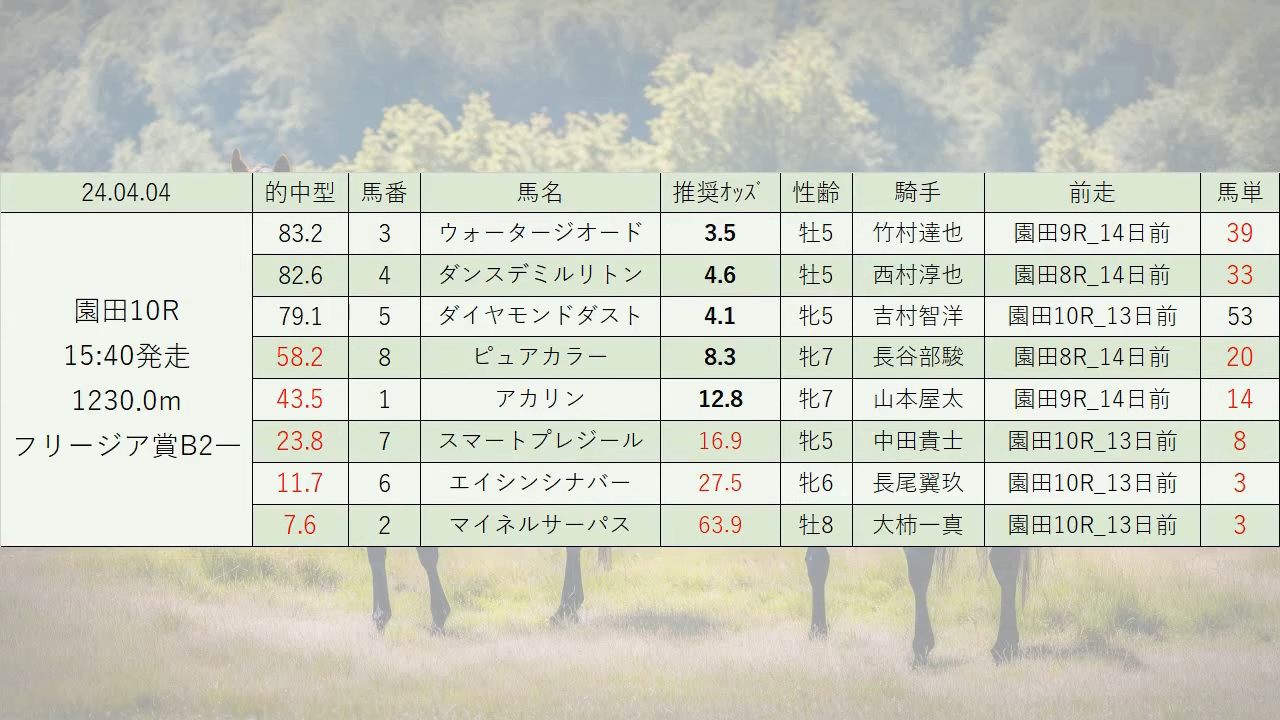 24.04.04 的中型 馬番 馬名 推奨ｵｯｽﾞ 性齢 騎手 前走 馬単
園田10R
15:40発走
1230.0m
フリージア賞B2一
83.2 3 ウォータージオード 3.5 牡5 竹村達也 園田9R_14日前 39
82.6 4 ダンスデミルリトン 4.6 牡5 西村淳也 園田8R_14日前 33
79.1 5 ダイヤモンドダスト 4.1 牝5 吉村智洋 園田10R_13日前 53
58.2 8 ピュアカラー 8.3 牝7 長谷部駿 園田8R_14日前 20
43.5 1 アカリン 12.8 牝7 山本屋太 園田9R_14日前 14
23.8 7 スマートプレジール 16.9 牝5 中田貴士 園田10R_13日前 8
11.7 6 エイシンシナバー 27.5 牝6 長尾翼玖 園田10R_13日前 3
7.6 2 マイネルサーパス 63.9 牡8 大柿一真 園田10R_13日前 3